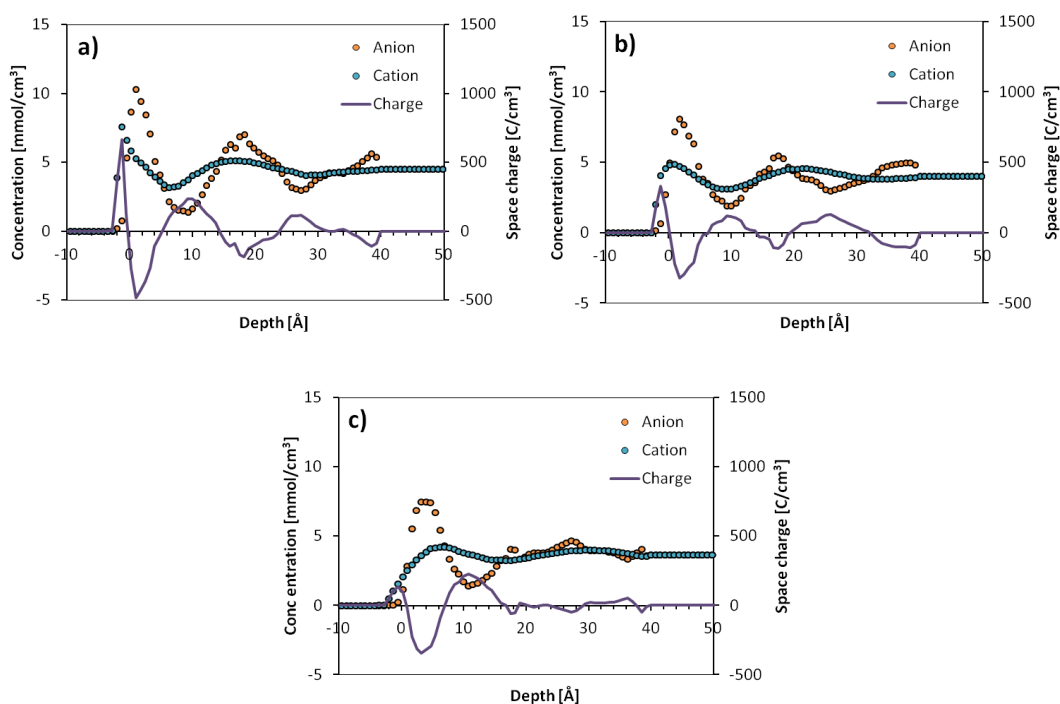 a)
Anion
Cation
Charge
15
10
5
0
-5
1500
1000
500
0
-500
-10 0 10 20 30 40 50
Concentration [mmol/cm³]
Space charge [C/cm³]
Depth [Å]
b)
Anion
Cation
Charge
15
10
5
0
-5
1500
1000
500
0
-500
-10 0 10 20 30 40 50
Concentration [mmol/cm³]
Space charge [C/cm³]
Depth [Å]
c)
Anion
Cation
Charge
15
10
5
0
-5
1500
1000
500
0
-500
-10 0 10 20 30 40 50
Conc entration [mmol/cm³]
Space charge [C/cm³]
Depth [Å]